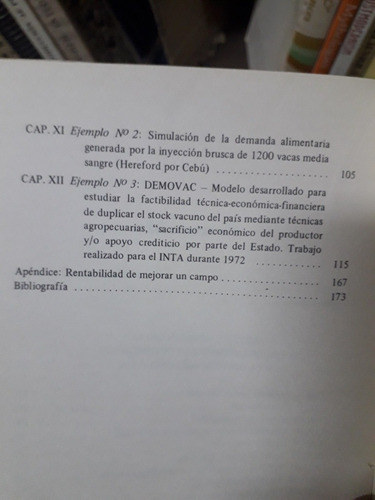 CAP. XI Ejemplo Nº 2: Simulación de la demanda alimentaria
generada por la inyección brusca de 1200 vacas media
sangre (Hereford por Cebú) .................... 105
CAP. XII Ejemplo Nº 3: DEMOVAC — Modelo desarrollado para
estudiar la factibilidad técnica-económica-financiera
de duplicar el stock vacuno del país mediante técnicas
agropecuarias, “sacrificio” económico del productor
y/o apoyo crediticio por parte del Estado. Trabajo
realizado para el INTA durante 1972 ............ 115
Apéndice: Rentabilidad de mejorar un campo .................. 167
Bibliografía ............................................. 173